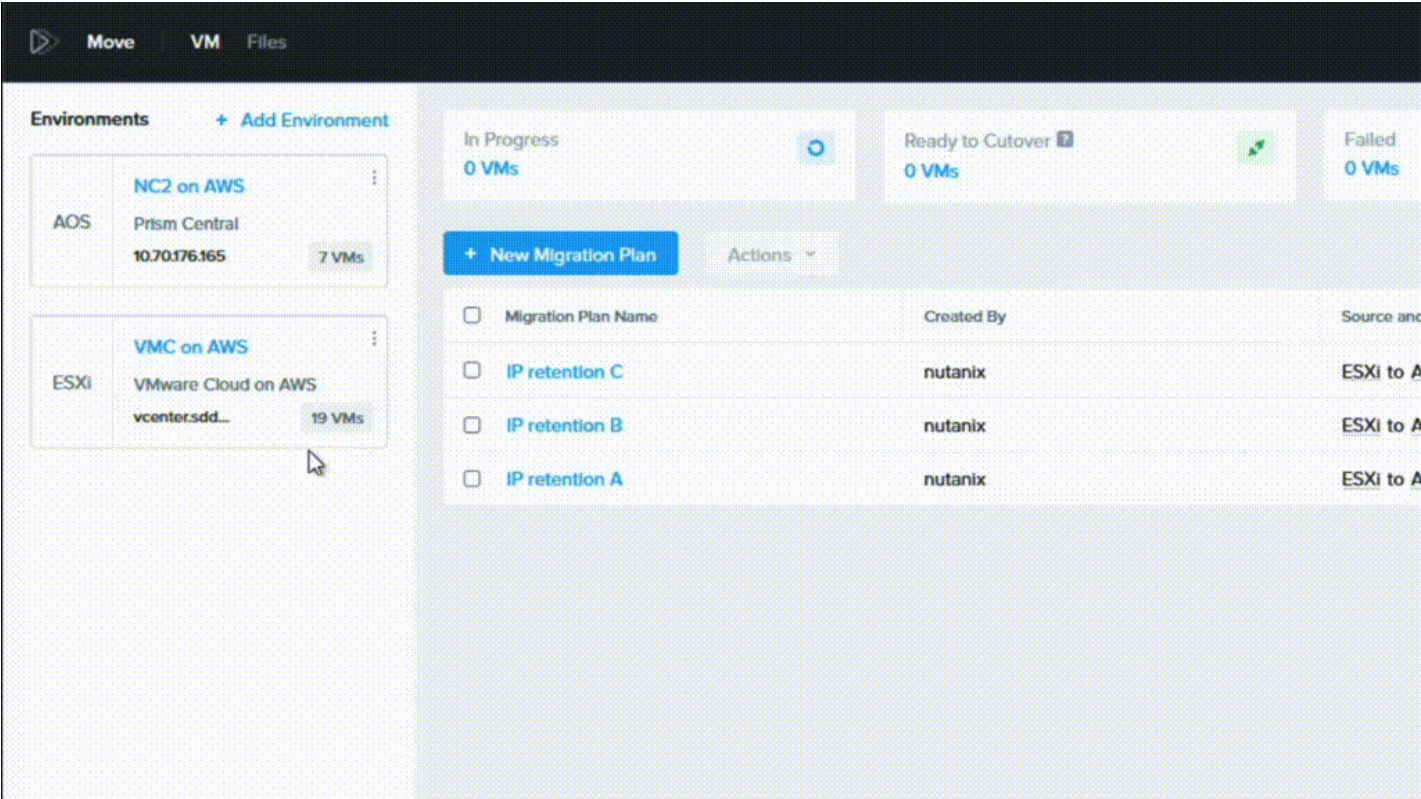 Move VM Files
Environments + Add Environment
AOS
NC2 on AWS
Prism Central
10.70.176.165 7 VMs
ESXi
VMC on AWS
VMware Cloud on AWS
vcenter.sdd... 19 VMs
In Progress
0 VMs
Ready to Cutover ?
0 VMs
Failed
0 VMs
+ New Migration Plan Actions
Migration Plan Name Created By Source and
IP retention C nutanix ESXi to A
IP retention B nutanix ESXi to A
IP retention A nutanix ESXi to A